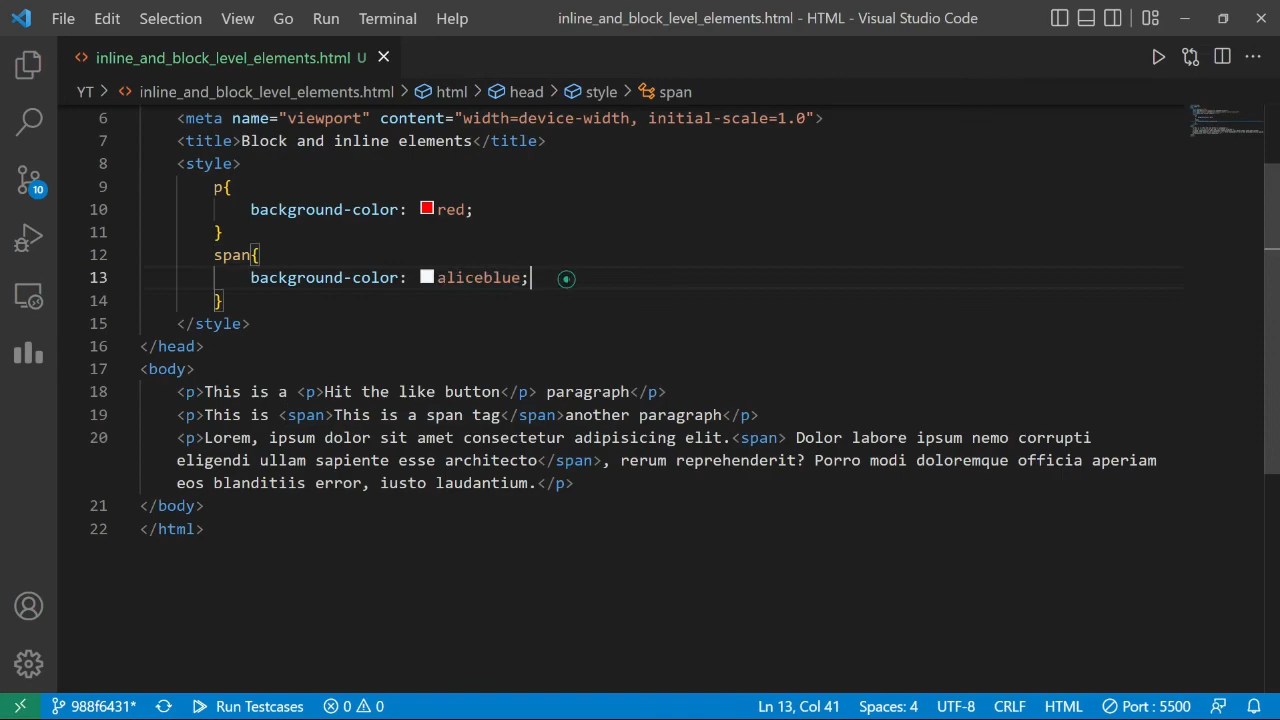 File Edit Selection View Go Run Terminal Help inline_and_block_level_elements.html - HTML - Visual Studio Code
inline_and_block_level_elements.html U
YT inline_and_block_level_elements.html html head style span
6 <meta name="viewport" content="width=device-width, initial-scale=1.0">
7 <title>Block and inline elements</title>
8 <style>
9 p{
10 background-color: red;
11 }
12 span{
13 background-color: aliceblue;
14 }
15 </style>
16 </head>
17 <body>
18 <p>This is a <p>Hit the like button</p> paragraph</p>
19 <p>This is <span>This is a span tag</span>another paragraph</p>
20 <p>Lorem, ipsum dolor sit amet consectetur adipisicing elit.<span> Dolor labore ipsum nemo corrupti
eligendi ullam sapiente esse architecto</span>, rerum reprehenderit? Porro modi doloremque officia aperiam
eos blanditiis error, iusto laudantium.</p>
21 </body>
22 </html>
10
988f6431* Run Testcases 0 0 Ln 13, Col 41 Spaces: 4 UTF-8 CRLF HTML Port : 5500